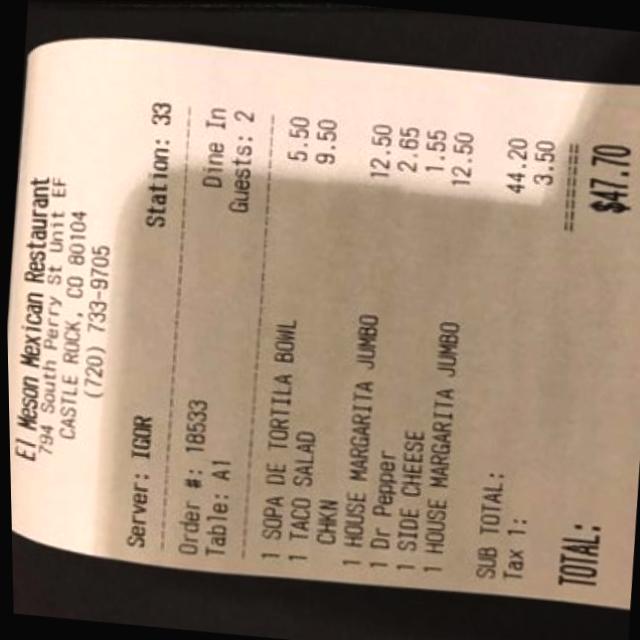 El Meson Mexican Restaurant
794 South Perry St Unit EF
CASTLE ROCK, CO 80104
(720) 733-9705
Server: IGOR Station: 33
Order #: 18533 Dine In
Table: A1 Guests: 2
1 SOPA DE TORTILA BOWL 5.50
1 TACO SALAD 9.50
CHKN
1 HOUSE MARGARITA JUMBO 12.50
1 Dr Pepper 2.65
1 SIDE CHEESE 1.55
1 HOUSE MARGARITA JUMBO 12.50
SUB TOTAL: 44.20
Tax 1: 3.50
======
TOTAL: $47.70